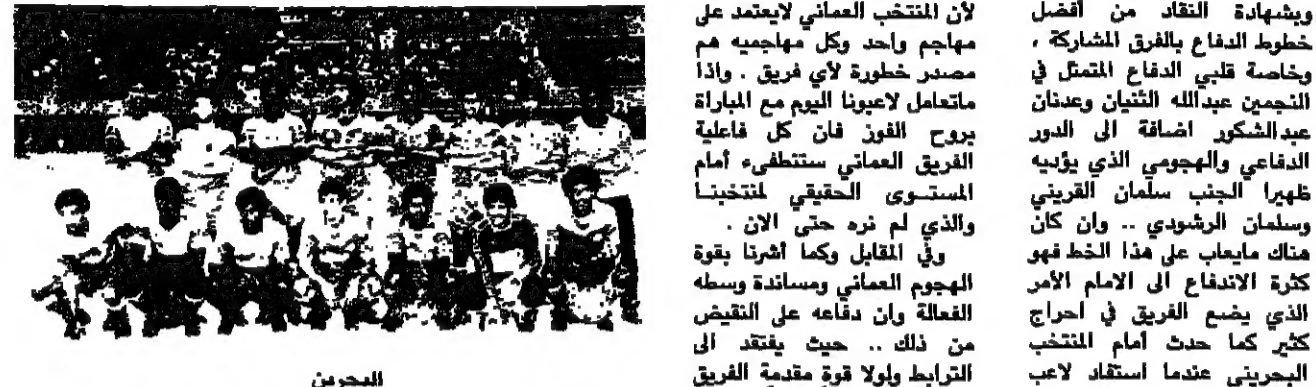 ويشهادة النقاد من أفضل
خطوط الدفاع بالفرق المشاركة ،
وخاصة قلبي الدفاع المتمثل في
النجمين عبدالله الثنيان وعدنان
عبدالشكور اضافة الى الدور
الدفاعي والهجومي الذي يؤديه
ظهيرا الجنب سلمان القريني
وسلمان الرشودي .. وان كان
هناك مايعاب على هذا الخط فهو
كثرة الاندفاع الى الامام الأمر
الذي يضع الفريق في احراج
كثير كما حدث أمام المنتخب
البحريني عندما استفاد لاعب
لأن المنتخب العماني لايعتمد على
مهاجم واحد وكل مهاجميه هم
مصدر خطورة لأي فريق . واذا
ماتعامل لاعبونا اليوم مع المباراة
بروح الفوز فان كل فاعلية
الفريق العماني ستنطفىء أمام
المستوى الحقيقي لمنتخبنا
والذي لم نره حتى الان .
وفي المقابل وكما أشرنا بقوة
الهجوم العماني ومساندة وسطه
الفعالة وان دفاعه على النقيض
من ذلك .. حيث يفتقد الى
الترابط ولولا قوة مقدمة الفريق
البحرين